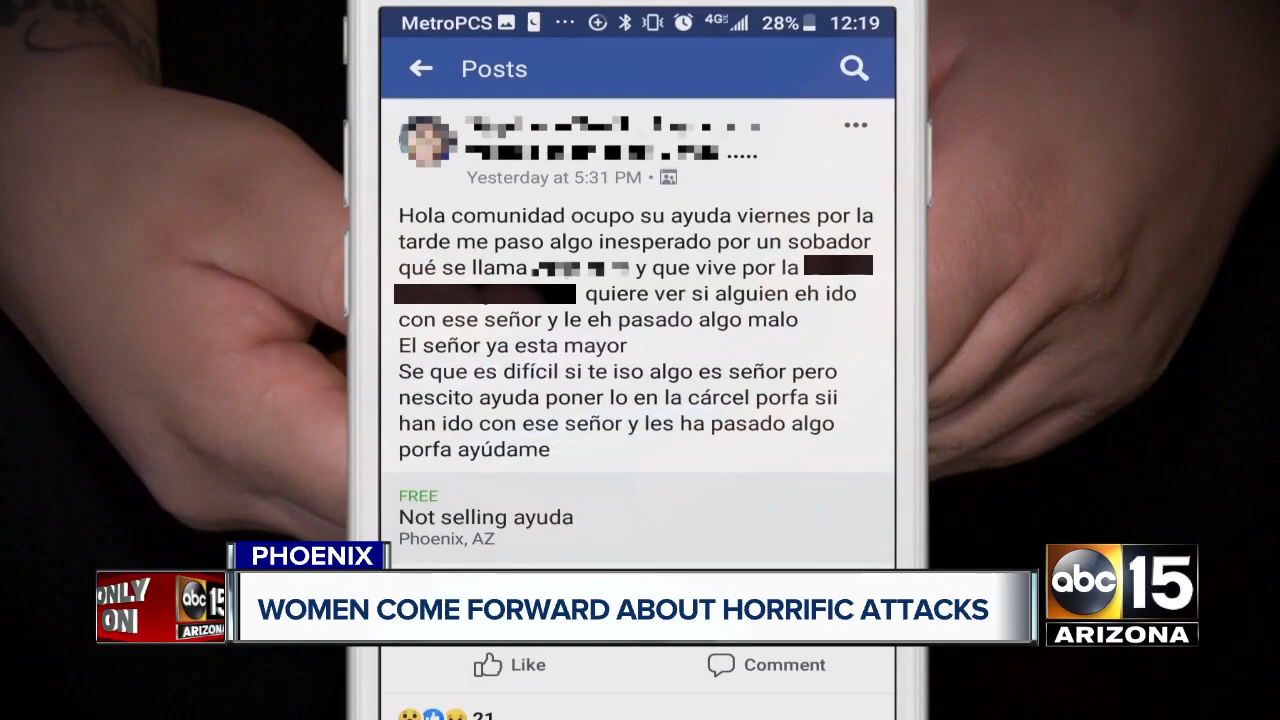 MetroPCS 4G 28% 12:19
Posts
.....
Yesterday at 5:31 PM
Hola comunidad ocupo su ayuda viernes por la
tarde me paso algo inesperado por un sobador
qué se llama y que vive por la
quiere ver si alguien eh ido
con ese señor y le eh pasado algo malo
El señor ya esta mayor
Se que es difícil si te iso algo es señor pero
nescito ayuda poner lo en la cárcel porfa sii
han ido con ese señor y les ha pasado algo
porfa ayúdame
FREE
Not selling ayuda
Phoenix, AZ
PHOENIX
ONLY
ON
abc 15
ARIZONA
WOMEN COME FORWARD ABOUT HORRIFIC ATTACKS
abc 15
ARIZONA
Like Comment
21